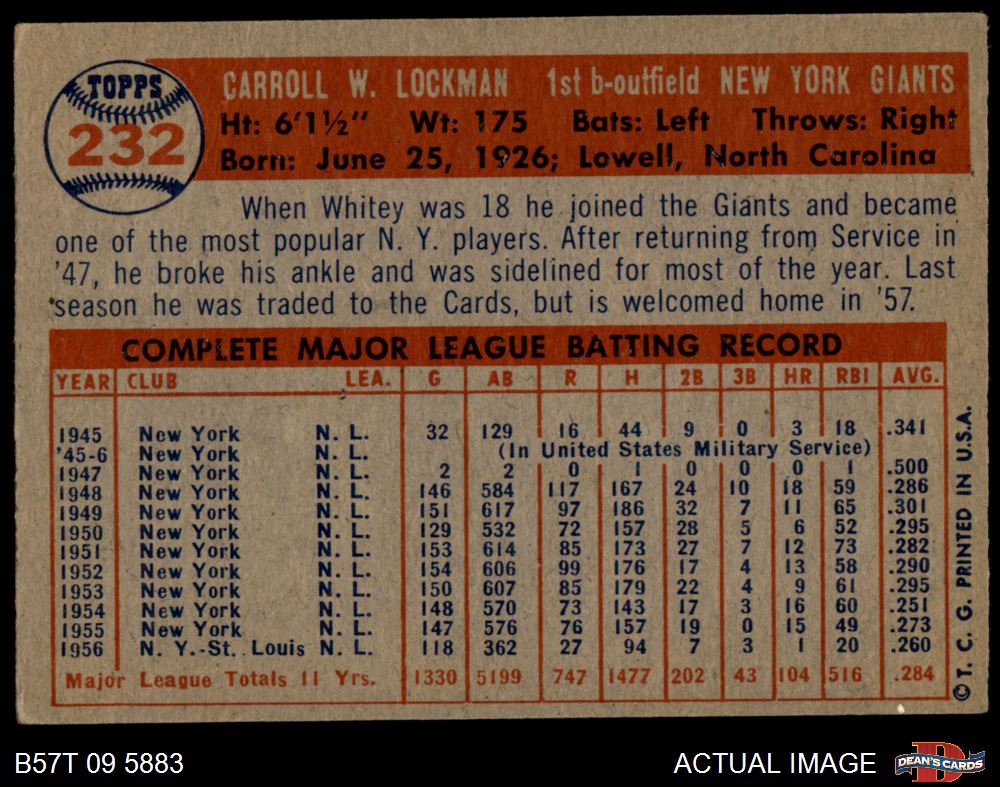 TOPPS
232
CARROLL W. LOCKMAN 1st b-outfield NEW YORK GIANTS
Ht: 6'1½" Wt: 175 Bats: Left Throws: Right
Born: June 25, 1926; Lowell, North Carolina
When Whitey was 18 he joined the Giants and became
one of the most popular N. Y. players. After returning from Service in
'47, he broke his ankle and was sidelined for most of the year. Last
season he was traded to the Cards, but is welcomed home in '57.
COMPLETE MAJOR LEAGUE BATTING RECORD
YEAR CLUB LEA. G AB R H 2B 3B HR RBI AVG.
1945 New York N. L. 32 129 16 44 9 0 3 18 .341
'45-6 New York N. L. (In United States Military Service)
1947 New York N. L. 2 2 0 1 0 0 0 1 .500
1948 New York N. L. 146 584 117 167 24 10 18 59 .286
1949 New York N. L. 151 617 97 186 32 7 11 65 .301
1950 New York N. L. 129 532 72 157 28 5 6 52 .295
1951 New York N. L. 153 614 85 173 27 7 12 73 .282
1952 New York N. L. 154 606 99 176 17 4 13 58 .290
1953 New York N. L. 150 607 85 179 22 4 9 61 .295
1954 New York N. L. 148 570 73 143 17 3 16 60 .251
1955 New York N. L. 147 576 76 157 19 0 15 49 .273
1956 N. Y.-St. Louis N. L. 118 362 27 94 7 3 1 20 .260
Major League Totals 11 Yrs. 1330 5199 747 1477 202 43 104 516 .284
© T. C. G. PRINTED IN U.S.A.
B57T 09 5883
ACTUAL IMAGE
DEAN'S CARDS